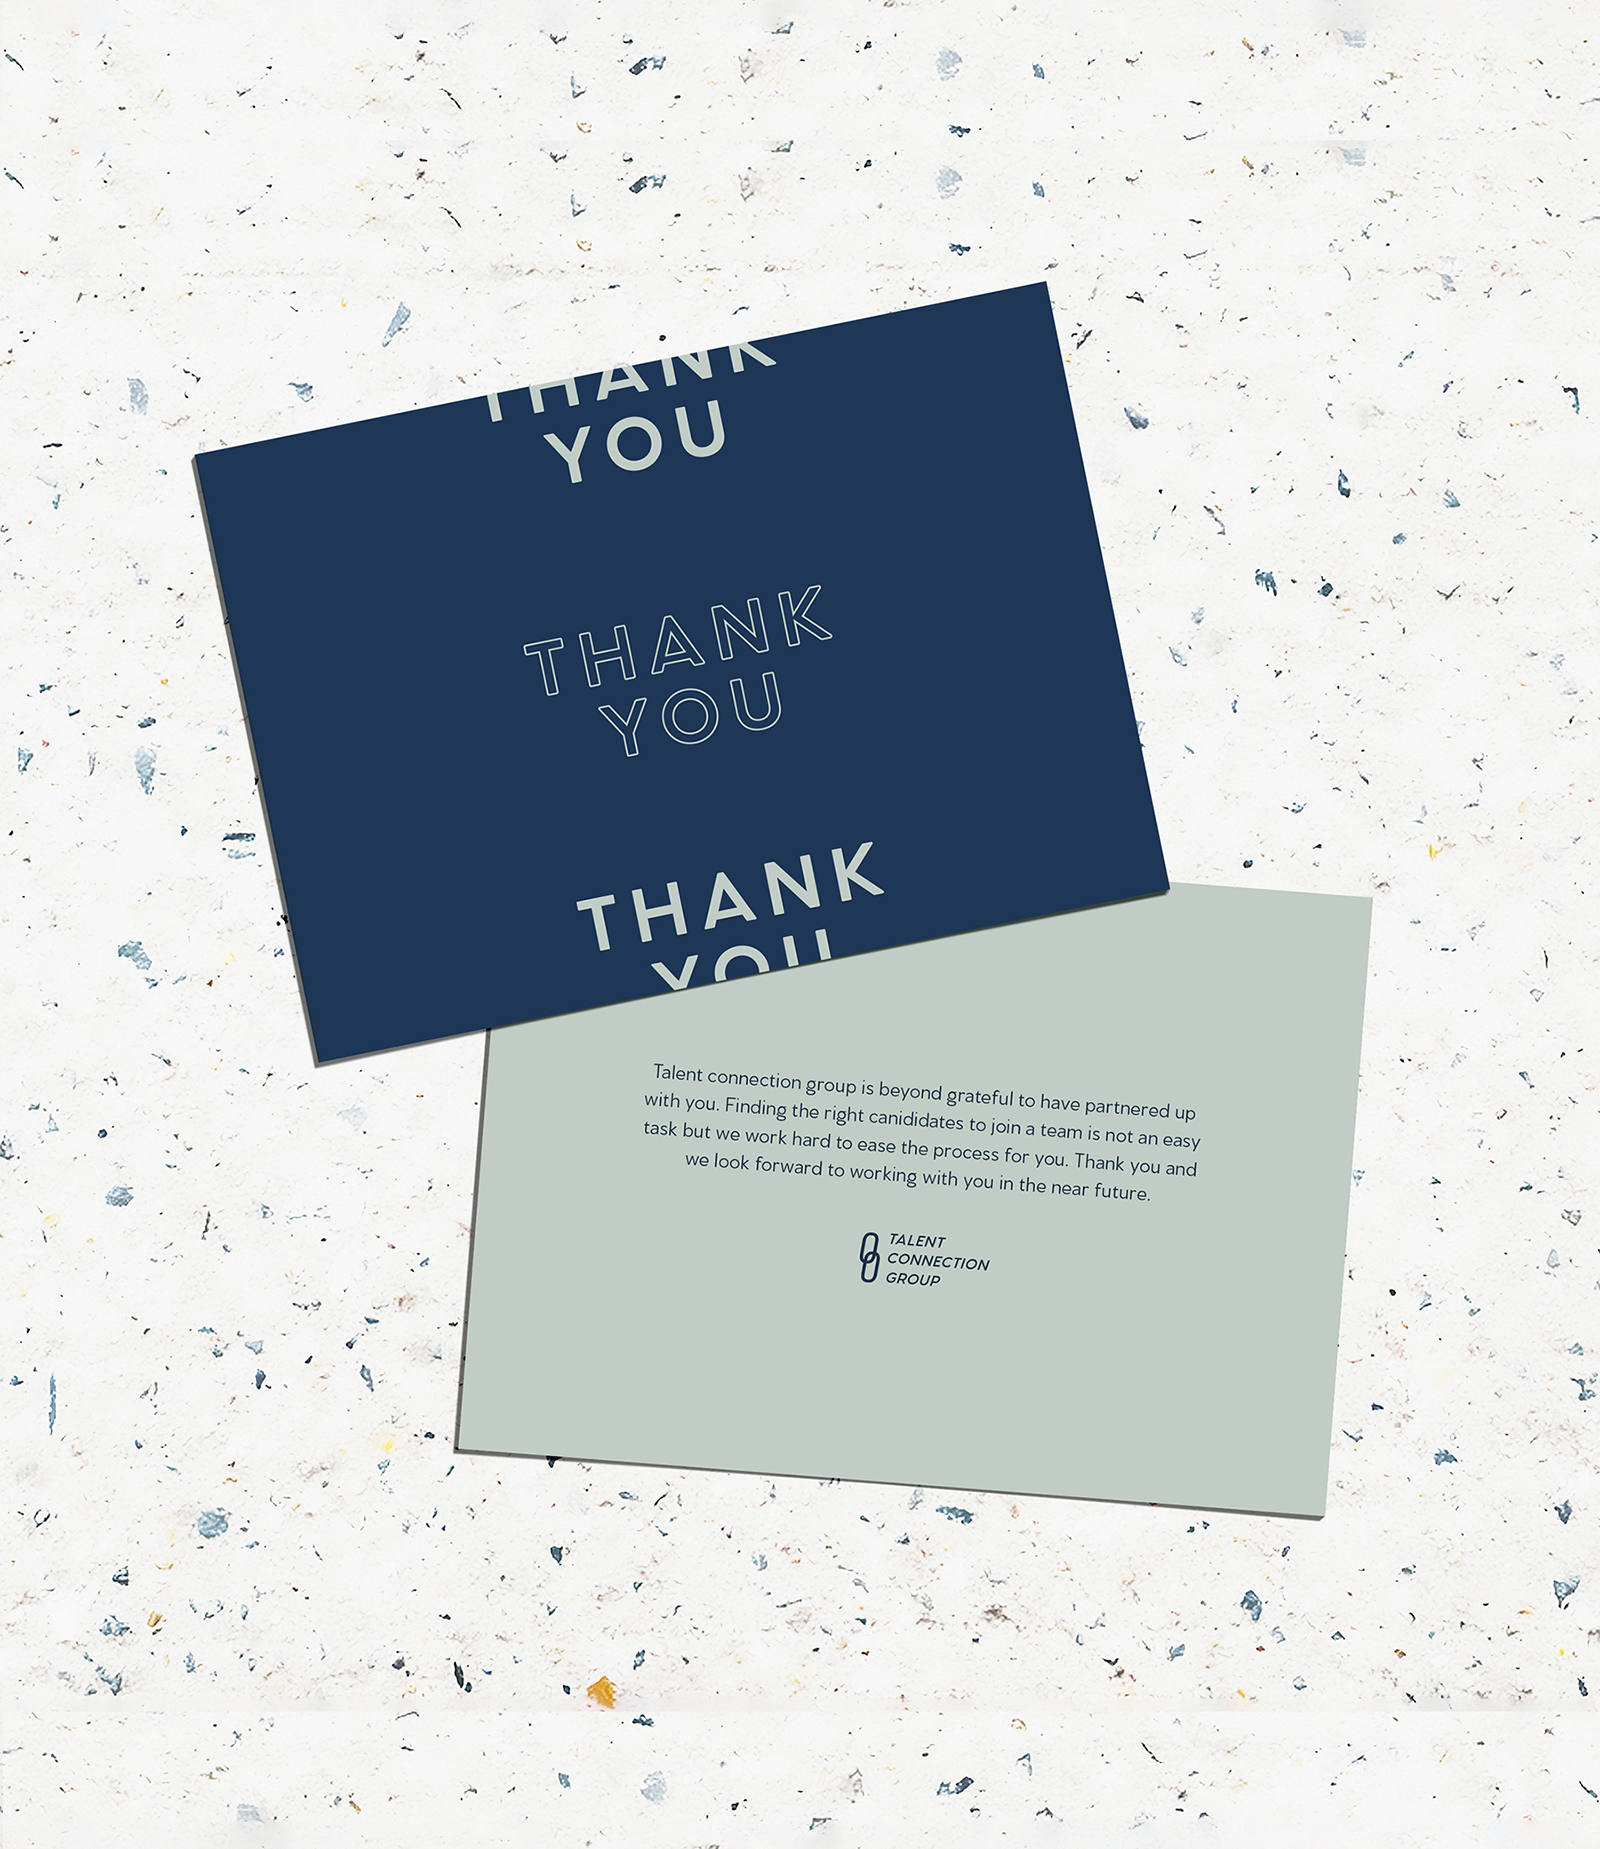 THANK
YOU
THANK
YOU
THANK
YOU
Talent connection group is beyond grateful to have partnered up
with you. Finding the right canididates to join a team is not an easy
task but we work hard to ease the process for you. Thank you and
we look forward to working with you in the near future.
TALENT
CONNECTION
GROUP